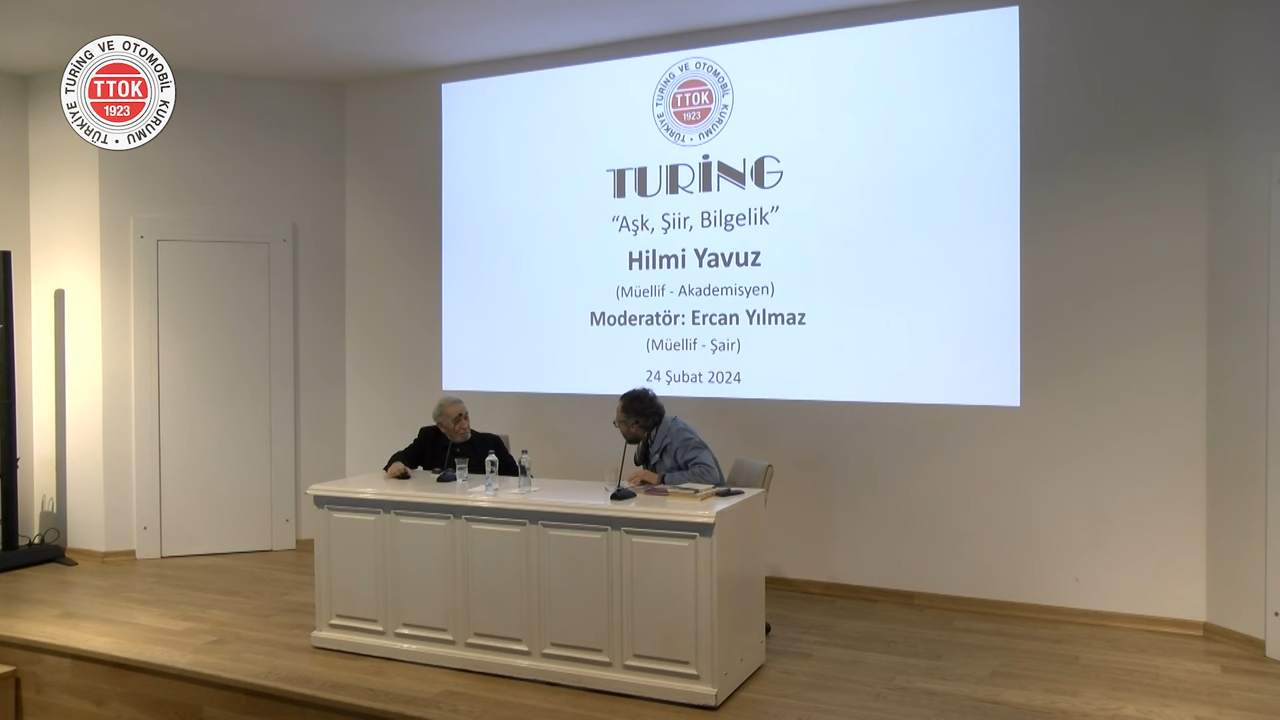 TÜRKİYE TURİNG VE OTOMOBİL KURUMU
TTOK
1923
TÜRKİYE TURİNG VE OTOMOBİL KURUMU
TTOK
1923
TURİNG
“Aşk, Şiir, Bilgelik”
Hilmi Yavuz
(Müellif - Akademisyen)
Moderatör: Ercan Yılmaz
(Müellif - Şair)
24 Şubat 2024